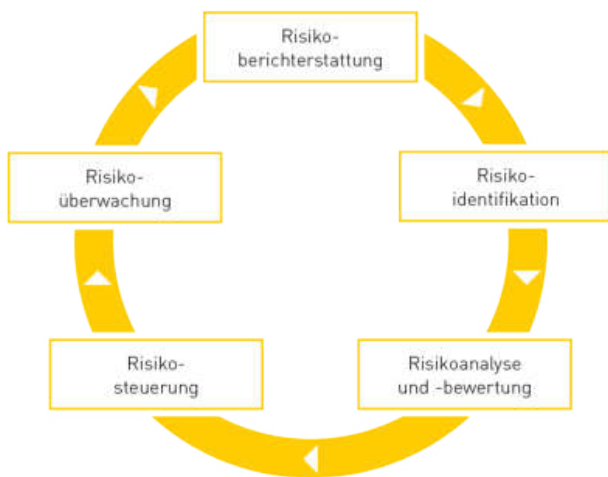 Risiko-
berichterstattung
Risiko-
identifikation
Risikoanalyse
und -bewertung
Risiko-
steuerung
Risiko-
überwachung